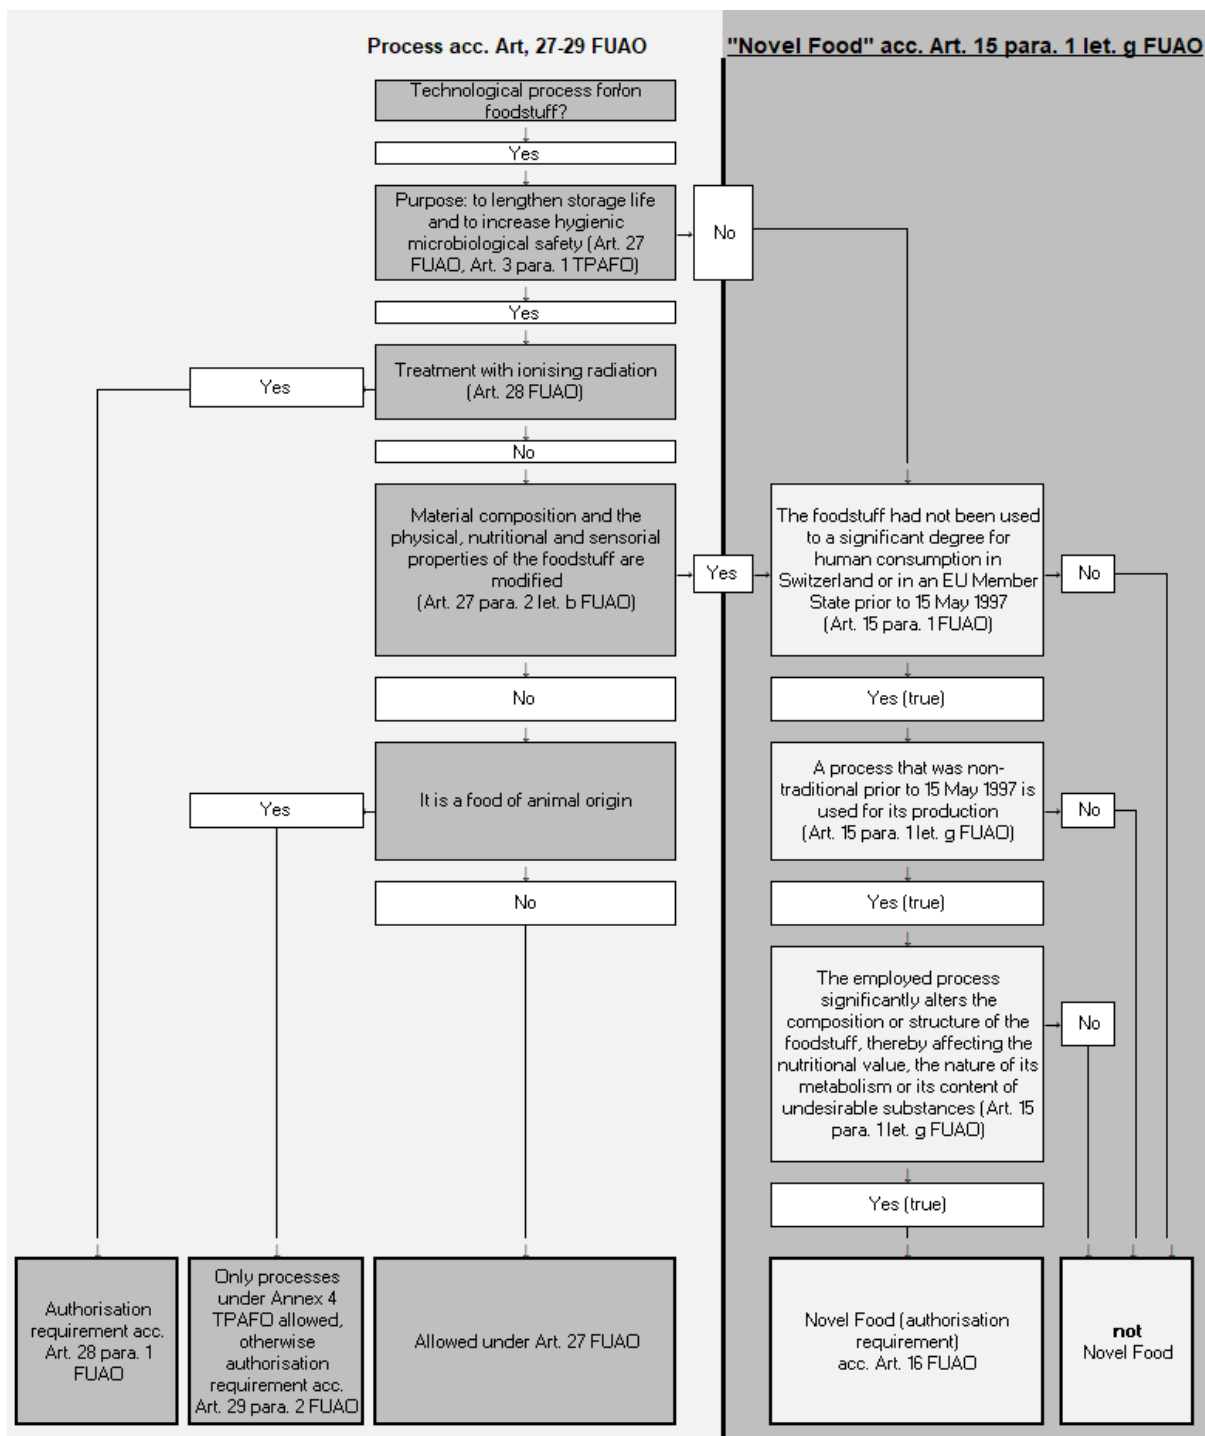 Process acc. Art, 27-29 FUAO
"Novel Food" acc. Art. 15 para. 1 let. g FUAO
Technological process for/on
foodstuff?
Yes
Purpose: to lengthen storage life
and to increase hygienic
microbiological safety (Art. 27
FUAO, Art. 3 para. 1 TPAFO)
No
Yes
Treatment with ionising radiation
(Art. 28 FUAO)
Yes
No
Material composition and the
physical, nutritional and sensorial
properties of the foodstuff are
modified
(Art. 27 para. 2 let. b FUAO)
Yes
The foodstuff had not been used
to a significant degree for
human consumption in
Switzerland or in an EU Member
State prior to 15 May 1997
(Art. 15 para. 1 FUAO)
No
No
Yes (true)
It is a food of animal origin
Yes
A process that was non-
traditional prior to 15 May 1997 is
used for its production
(Art. 15 para. 1 let. g FUAO)
No
No
Yes (true)
The employed process
significantly alters the
composition or structure of the
foodstuff, thereby affecting the
nutritional value, the nature of its
metabolism or its content of
undesirable substances (Art. 15
para. 1 let. g FUAO)
No
Yes (true)
Authorisation
requirement acc.
Art. 28 para. 1
FUAO
Only processes
under Annex 4
TPAFO allowed,
otherwise
authorisation
requirement acc.
Art. 29 para. 2 FUAO
Allowed under Art. 27 FUAO
Novel Food (authorisation
requirement)
acc. Art. 16 FUAO
not
Novel Food